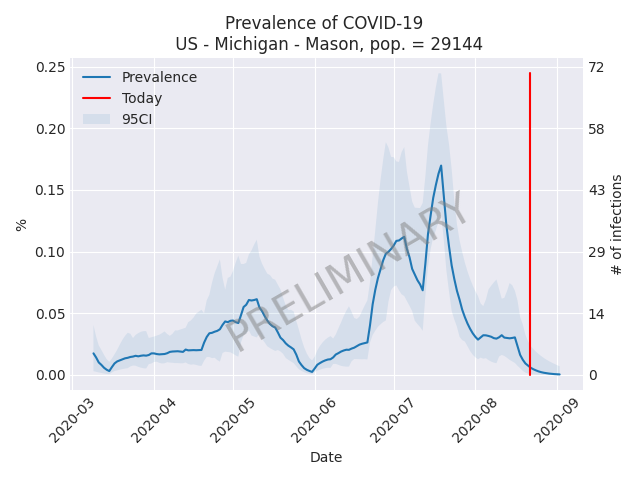 Prevalence of COVID-19
US - Michigan - Mason, pop. = 29144
Prevalence
Today
95CI
0.25
0.20
0.15
0.10
0.05
0.00
%
72
58
43
29
14
0
# of infections
PRELIMINARY
2020-03
2020-04
2020-05
2020-06
2020-07
2020-08
2020-09
Date